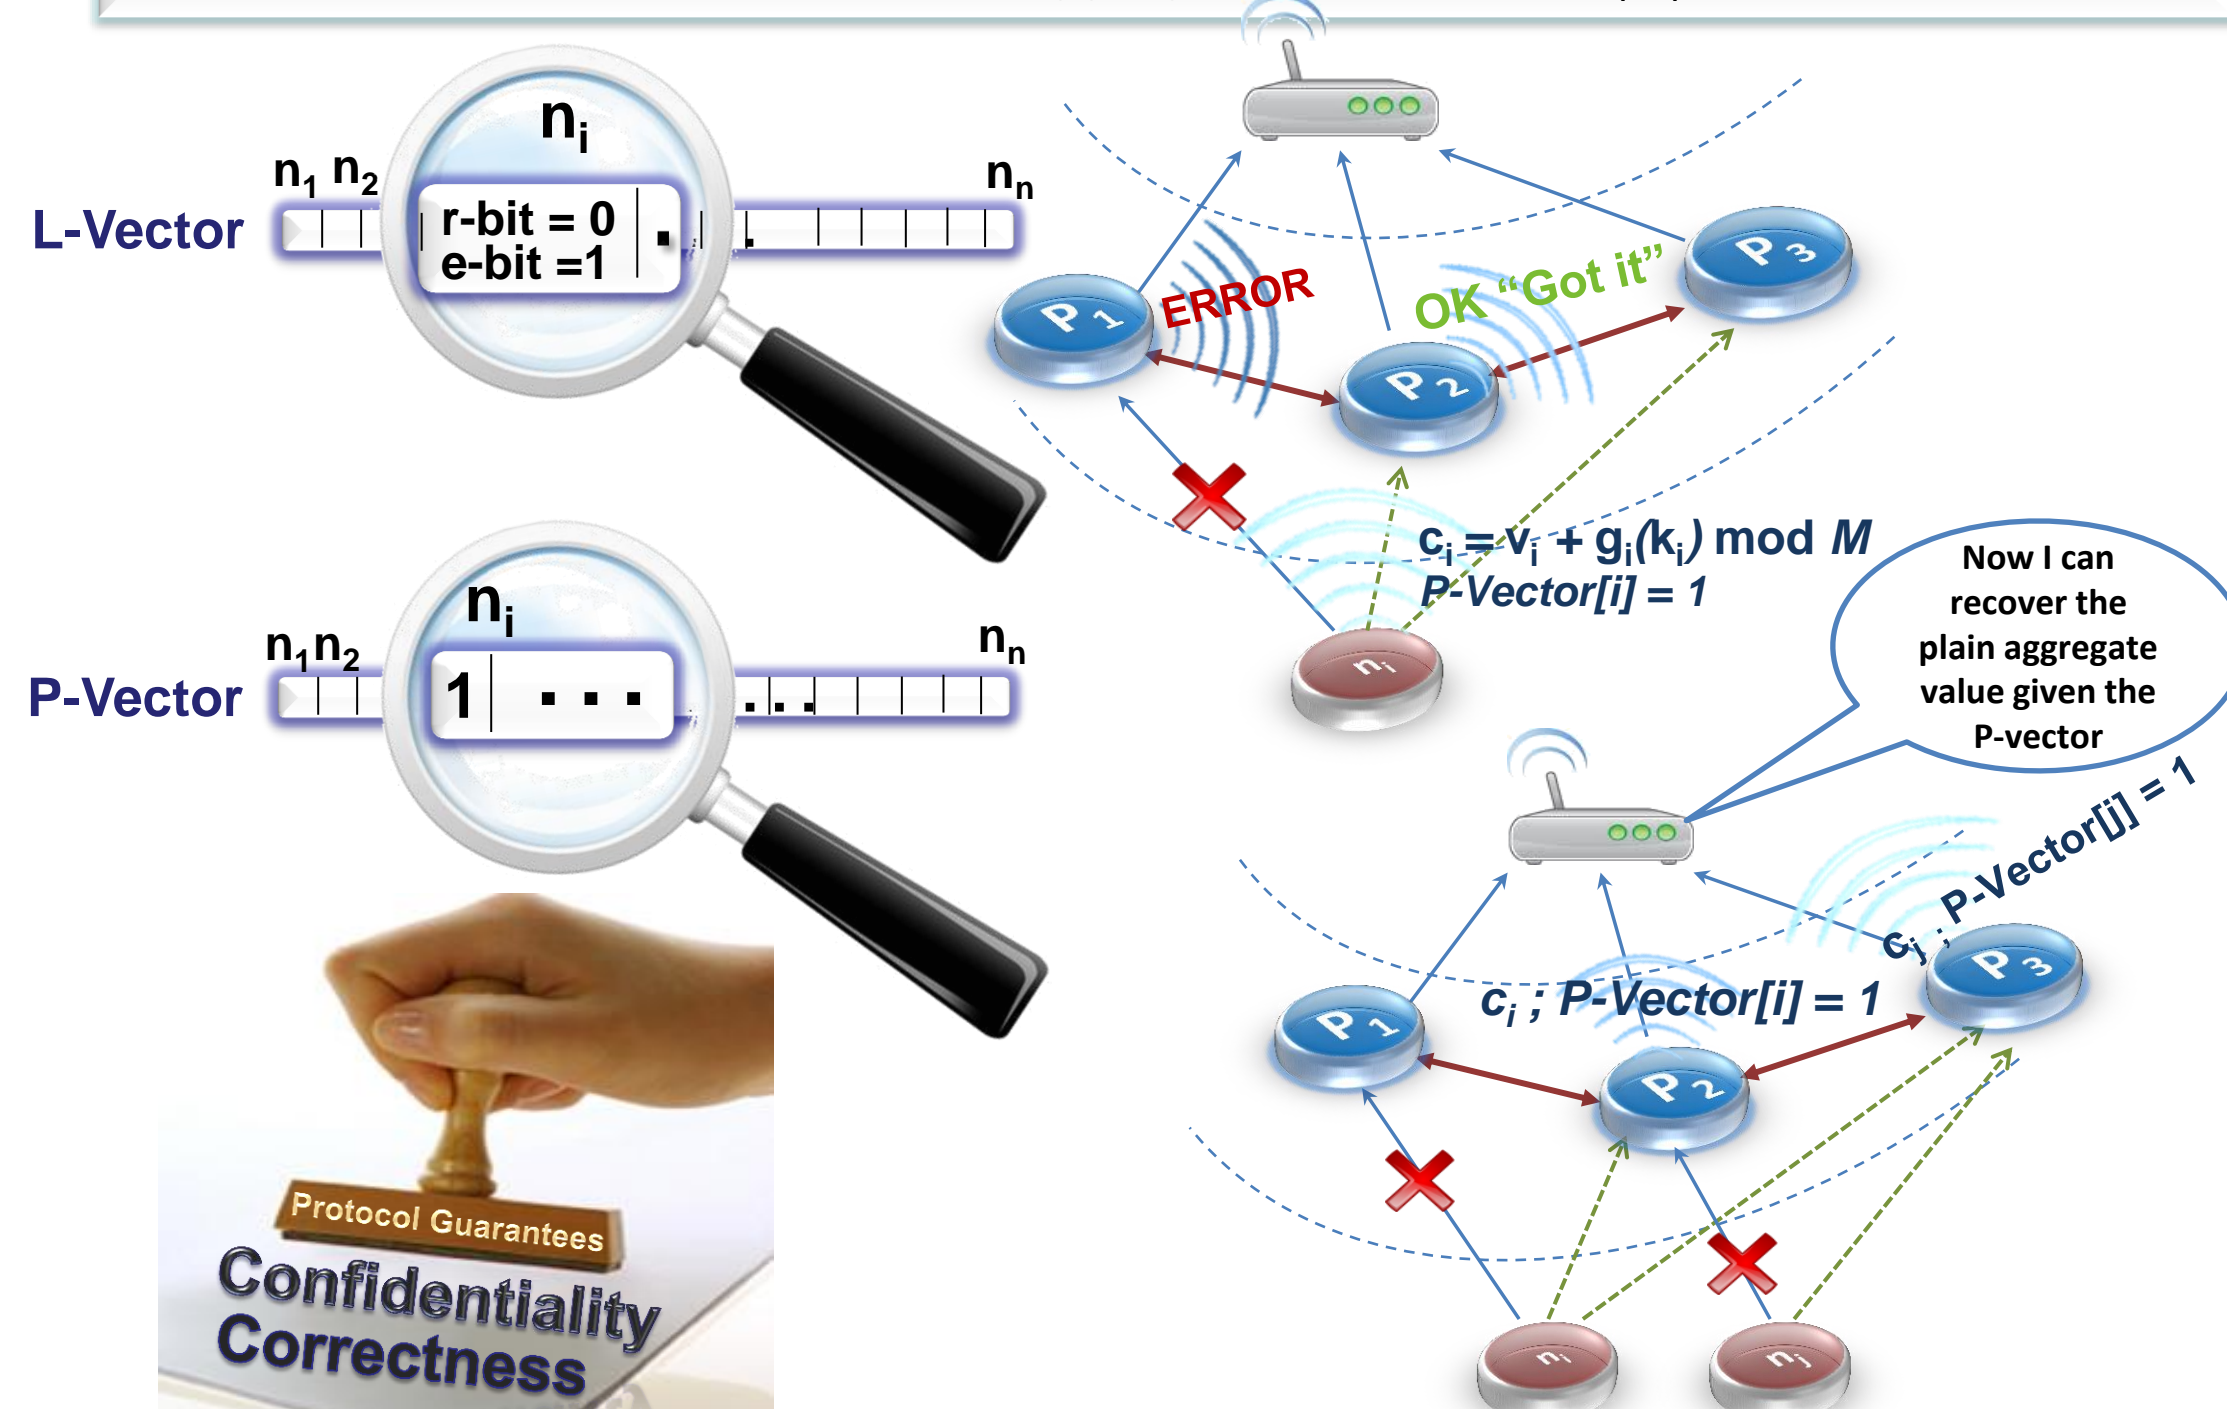 n1 n2
ni
nn
L-Vector
r-bit = 0
e-bit =1
. .
n1n2
ni
nn
P-Vector
1 ...
...
Protocol Guarantees
Confidentiality
Correctness
P1
ERROR
P2
OK “Got it”
P3
ci = vi + gi(ki) mod M
P-Vector[i] = 1
ni
Now I can
recover the
plain aggregate
value given the
P-vector
cj ; P-Vector[j] = 1
ci ; P-Vector[i] = 1
P1
P2
P3
ni
nj